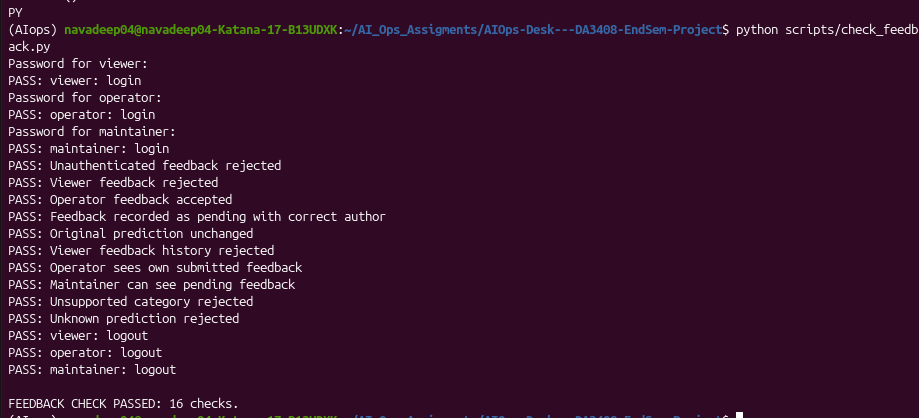 PY
(AIops) navadeep04@navadeep04-Katana-17-B13UDXK:~/AI_Ops_Assigments/AIOps-Desk---DA3408-EndSem-Project$ python scripts/check_feedb
ack.py
Password for viewer:
PASS: viewer: login
Password for operator:
PASS: operator: login
Password for maintainer:
PASS: maintainer: login
PASS: Unauthenticated feedback rejected
PASS: Viewer feedback rejected
PASS: Operator feedback accepted
PASS: Feedback recorded as pending with correct author
PASS: Original prediction unchanged
PASS: Viewer feedback history rejected
PASS: Operator sees own submitted feedback
PASS: Maintainer can see pending feedback
PASS: Unsupported category rejected
PASS: Unknown prediction rejected
PASS: viewer: logout
PASS: operator: logout
PASS: maintainer: logout
FEEDBACK CHECK PASSED: 16 checks.